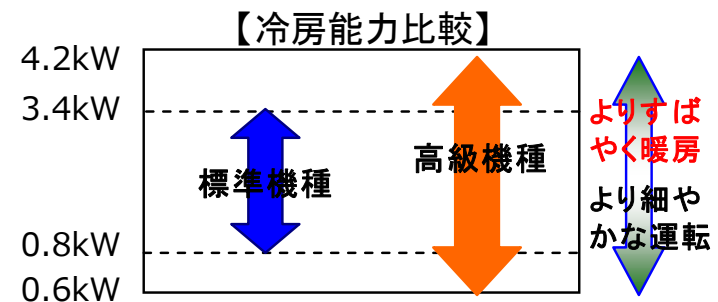 【冷房能力比較】
4.2kW
3.4kW
よりすば
やく暖房
高級機種
標準機種
より細や
かな運転
0.8kW
0.6kW